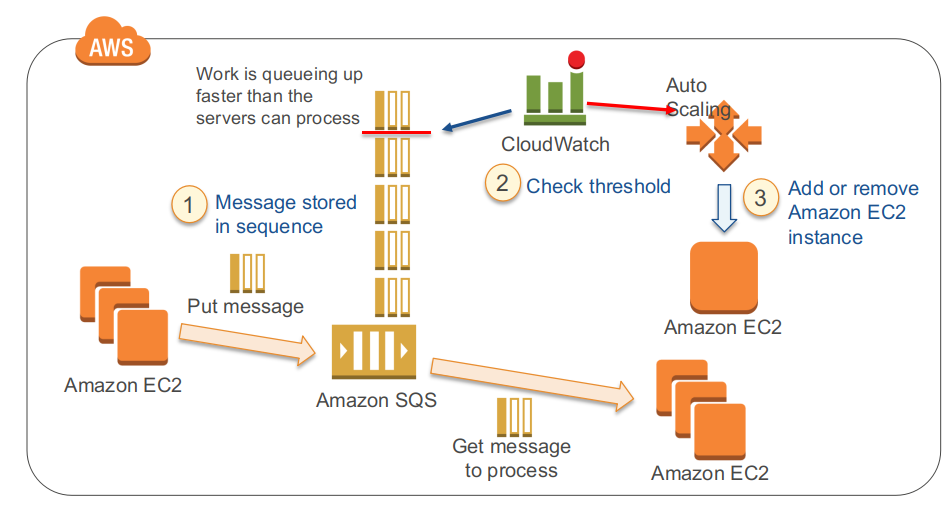 AWS
Work is queueing up
faster than the
servers can process
Auto
Scaling
CloudWatch
1
Message stored
in sequence
2
Check threshold
3
Add or remove
Amazon EC2
instance
Put message
Amazon EC2
Amazon EC2
Amazon SQS
Get message
to process
Amazon EC2